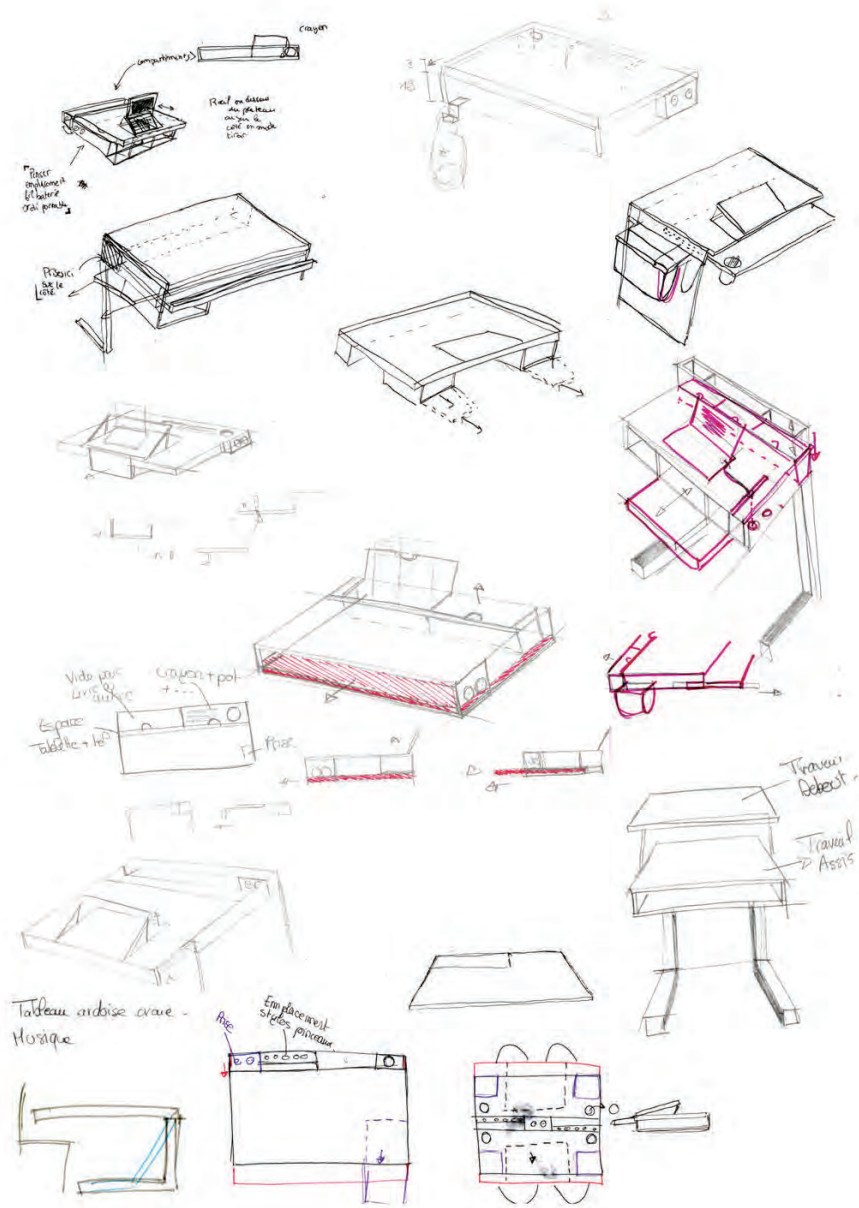 crayon
compartiments
Rail en dessous
du plateau
ou sur le
côté en mode
tiroir
Penser
emplacement
batterie
ordi portable
Prise ici
sur le
côté
Vide pour
livre &
autre
crayon + pot
+ ...
Espace
Tablette + tel
Prise
Travail
Debout
Travail
Assis
Tableau ardoise craie -
Musique
Prise
Emplacement
stylos pinceaux